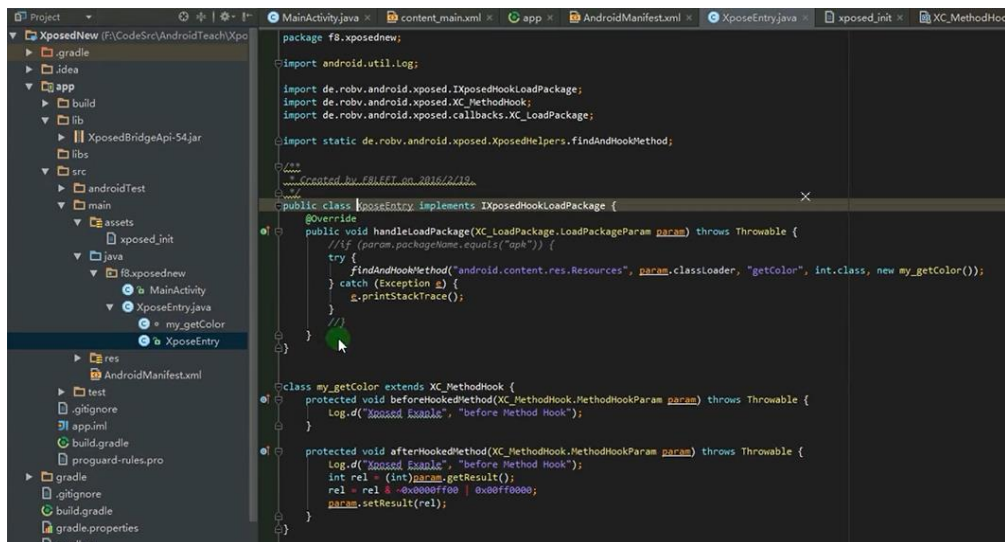 Project
MainActivity.java × content_main.xml × app × AndroidManifest.xml × XposeEntry.java × xposed_init × XC_MethodHoo
XposedNew (F:\CodeSrc\AndroidTeach\Xpo
.gradle
.idea
app
build
lib
XposedBridgeApi-54.jar
libs
src
androidTest
main
assets
xposed_init
java
f8.xposednew
MainActivity
XposeEntry.java
my_getColor
XposeEntry
res
AndroidManifest.xml
test
.gitignore
app.iml
build.gradle
proguard-rules.pro
gradle
.gitignore
build.gradle
gradle.properties
package f8.xposednew;
import android.util.Log;
import de.robv.android.xposed.IXposedHookLoadPackage;
import de.robv.android.xposed.XC_MethodHook;
import de.robv.android.xposed.callbacks.XC_LoadPackage;
import static de.robv.android.xposed.XposedHelpers.findAndHookMethod;
/**
* Created by F8LEFT on 2016/2/19.
*/
public class XposeEntry implements IXposedHookLoadPackage {
@Override
public void handleLoadPackage(XC_LoadPackage.LoadPackageParam param) throws Throwable {
//if (param.packageName.equals("apk")) {
try {
findAndHookMethod("android.content.res.Resources", param.classLoader, "getColor", int.class, new my_getColor());
} catch (Exception e) {
e.printStackTrace();
}
//}
}
}
class my_getColor extends XC_MethodHook {
protected void beforeHookedMethod(XC_MethodHook.MethodHookParam param) throws Throwable {
Log.d("Xposed Exaple", "before Method Hook");
}
protected void afterHookedMethod(XC_MethodHook.MethodHookParam param) throws Throwable {
Log.d("Xposed Exaple", "before Method Hook");
int rel = (int)param.getResult();
rel = rel & ~0x0000ff00 | 0x00ff0000;
param.setResult(rel);
}
}